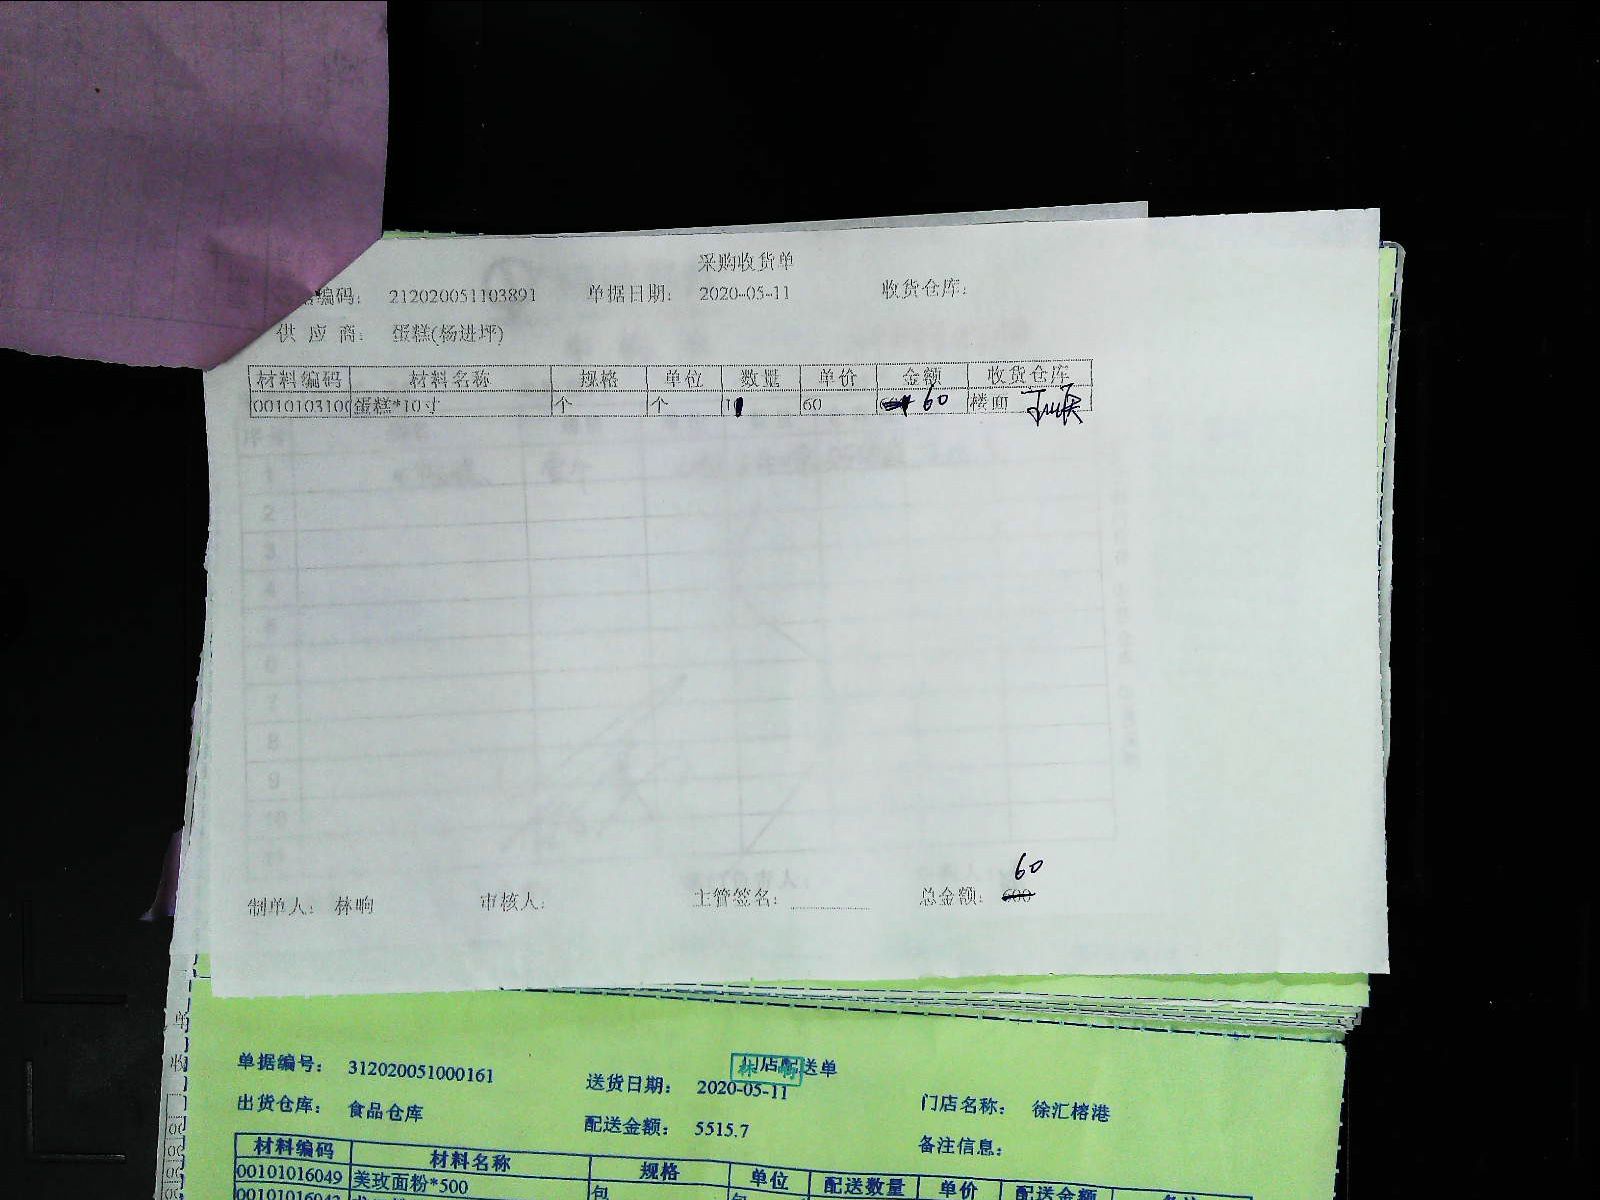 采购收货单
编码： 212020051103891 单据日期： 2020-05-11 收货仓库：
供应商： 蛋糕(杨进坪)
材料编码 材料名称 规格 单位 数量 单价 金额 收货仓库
0010103100 蛋糕*10寸 个 个 1 60 60 楼面
60
制单人： 林响 审核人： 主管签名： 总金额： 600
门店配送单
单据编号： 312020051000161 送货日期： 2020-05-11 门店名称： 徐汇榕港
出货仓库： 食品仓库 配送金额： 5515.7 备注信息：
材料编码 材料名称 规格 单位 配送数量 单价 配送金额
00101016049 美玫面粉*500 包